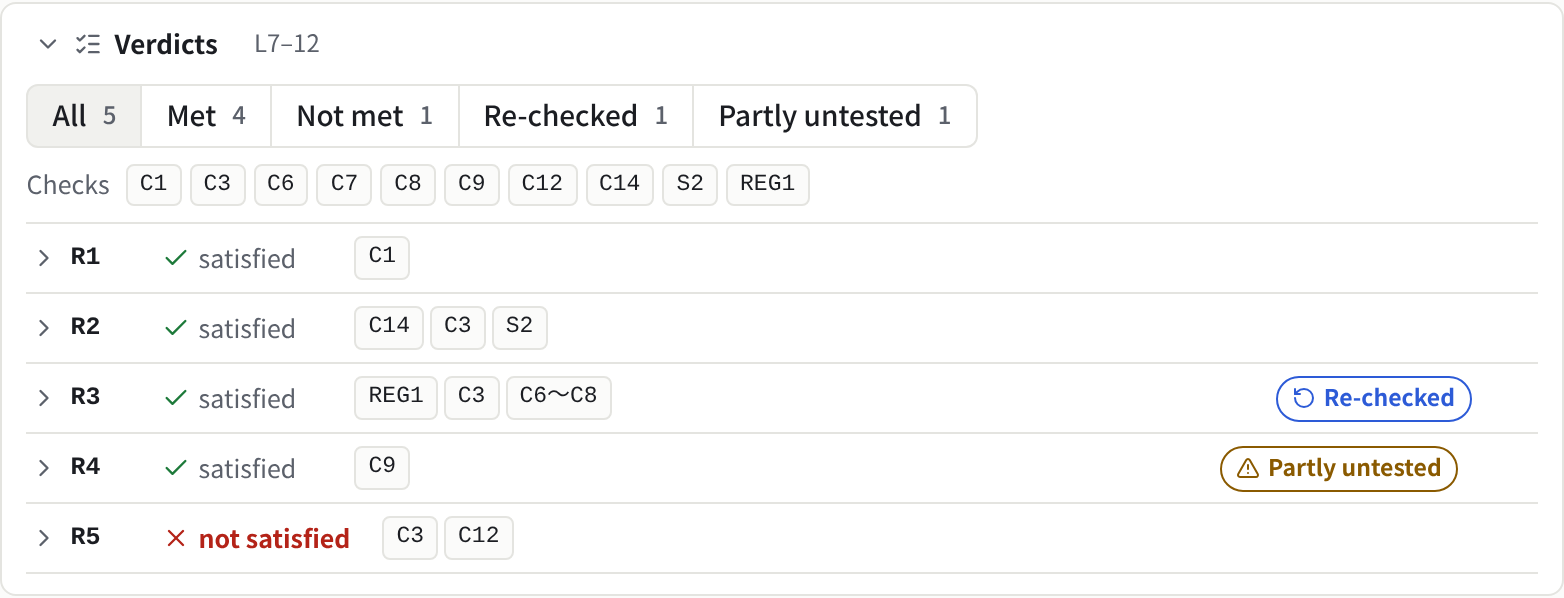 Verdicts L7–12
All 5 Met 4 Not met 1 Re-checked 1 Partly untested 1
Checks C1 C3 C6 C7 C8 C9 C12 C14 S2 REG1
R1 satisfied C1
R2 satisfied C14 C3 S2
R3 satisfied REG1 C3 C6〜C8 Re-checked
R4 satisfied C9 Partly untested
R5 not satisfied C3 C12